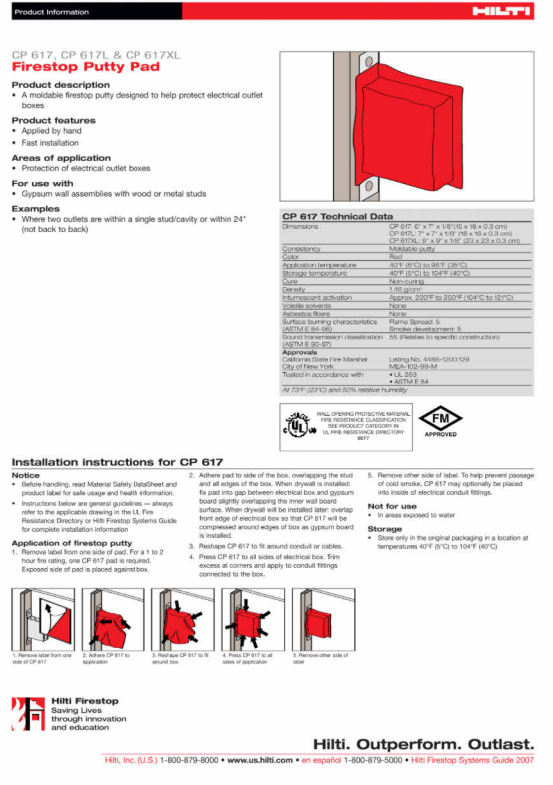 Product Information
HILTI
CP 617, CP 617L & CP 617XL
Firestop Putty Pad
Product description
• A moldable firestop putty designed to help protect electrical outlet
boxes
Product features
• Applied by hand
• Fast installation
Areas of application
• Protection of electrical outlet boxes
For use with
• Gypsum wall assemblies with wood or metal studs
Examples
• Where two outlets are within a single stud/cavity or within 24"
(not back to back)
CP 617 Technical Data
Dimensions CP 617: 6" x 7" x 1/8" (15 x 18 x 0.3 cm)
CP 617L: 7" x 7" x 1/8" (18 x 18 x 0.3 cm)
CP 617XL: 9" x 9" x 1/8" (23 x 23 x 0.3 cm)
Consistency Moldable putty
Color Red
Application temperature 40°F (5°C) to 95°F (35°C)
Storage temperature 40°F (5°C) to 104°F (40°C)
Cure Non-curing
Density 1.45 g/cm³
Intumescent activation Approx. 220°F to 250°F (104°C to 121°C)
Volatile solvents None
Asbestos fibers None
Surface burning characteristics Flame Spread: 5
(ASTM E 84-96) Smoke development: 5
Sound transmission classification 55 (Relates to specific construction)
(ASTM E 90-97)
Approvals
California State Fire Marshal Listing No. 4485-1200:129
City of New York MEA-102-99-M
Tested in accordance with • UL 263
• ASTM E 84
At 73°F (23°C) and 50% relative humidity
WALL OPENING PROTECTIVE MATERIAL
FIRE RESISTANCE CLASSIFICATION
SEE PRODUCT CATEGORY IN
UL FIRE RESISTANCE DIRECTORY
UL
FM
APPROVED
Installation instructions for CP 617
Notice
• Before handling, read Material Safety DataSheet and
product label for safe usage and health information.
• Instructions below are general guidelines — always
refer to the applicable drawing in the UL Fire
Resistance Directory or Hilti Firestop Systems Guide
for complete installation information
Application of firestop putty
1. Remove label from one side of pad. For a 1 to 2
hour fire rating, one CP 617 pad is required.
Exposed side of pad is placed against box.
2. Adhere pad to side of the box, overlapping the stud
and all edges of the box. When drywall is installed:
fix pad into gap between electrical box and gypsum
board slightly overlapping the inner wall board
surface. When drywall will be installed later: overlap
front edge of electrical box so that CP 617 will be
compressed around edges of box as gypsum board
is installed.
3. Reshape CP 617 to fit around conduit or cables.
4. Press CP 617 to all sides of electrical box. Trim
excess at corners and apply to conduit fittings
connected to the box.
5. Remove other side of label. To help prevent passage
of cold smoke, CP 617 may optionally be placed
into inside of electrical conduit fittings.
Not for use
• In areas exposed to water
Storage
• Store only in the original packaging in a location at
temperatures 40°F (5°C) to 104°F (40°C)
1. Remove label from one
side of CP 617
2. Adhere CP 617 to
application
3. Reshape CP 617 to fit
around box
4. Press CP 617 to all
sides of application
5. Remove other side of
label
Hilti Firestop
Saving Lives
through innovation
and education
Hilti. Outperform. Outlast.
Hilti, Inc. (U.S.) 1-800-879-8000 • www.us.hilti.com • en español 1-800-879-5000 • Hilti Firestop Systems Guide 2007